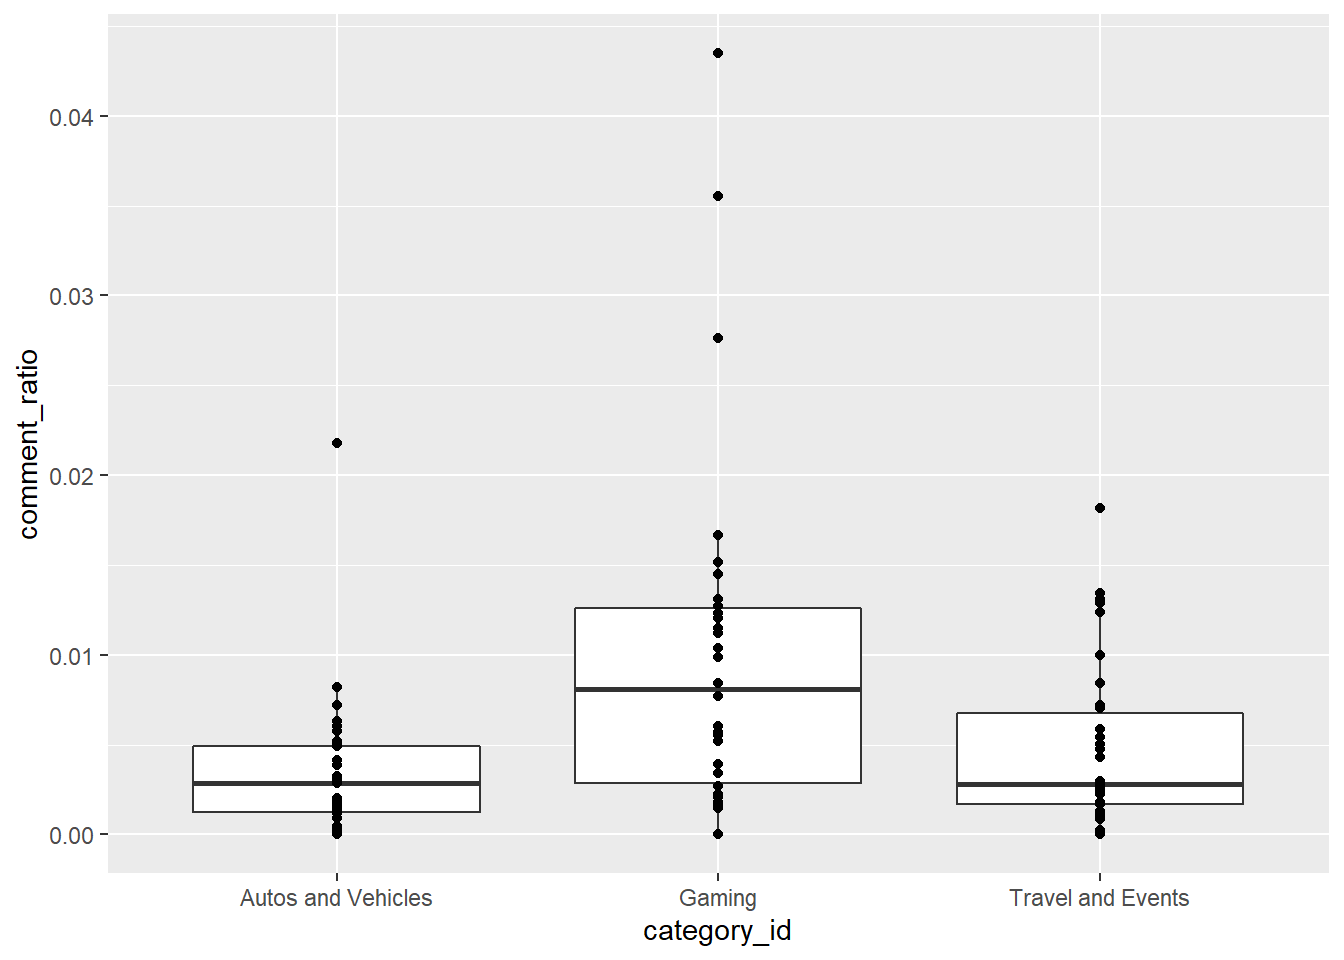 0.04
0.03
0.02
0.01
0.00
comment_ratio
Autos and Vehicles
Gaming
Travel and Events
category_id